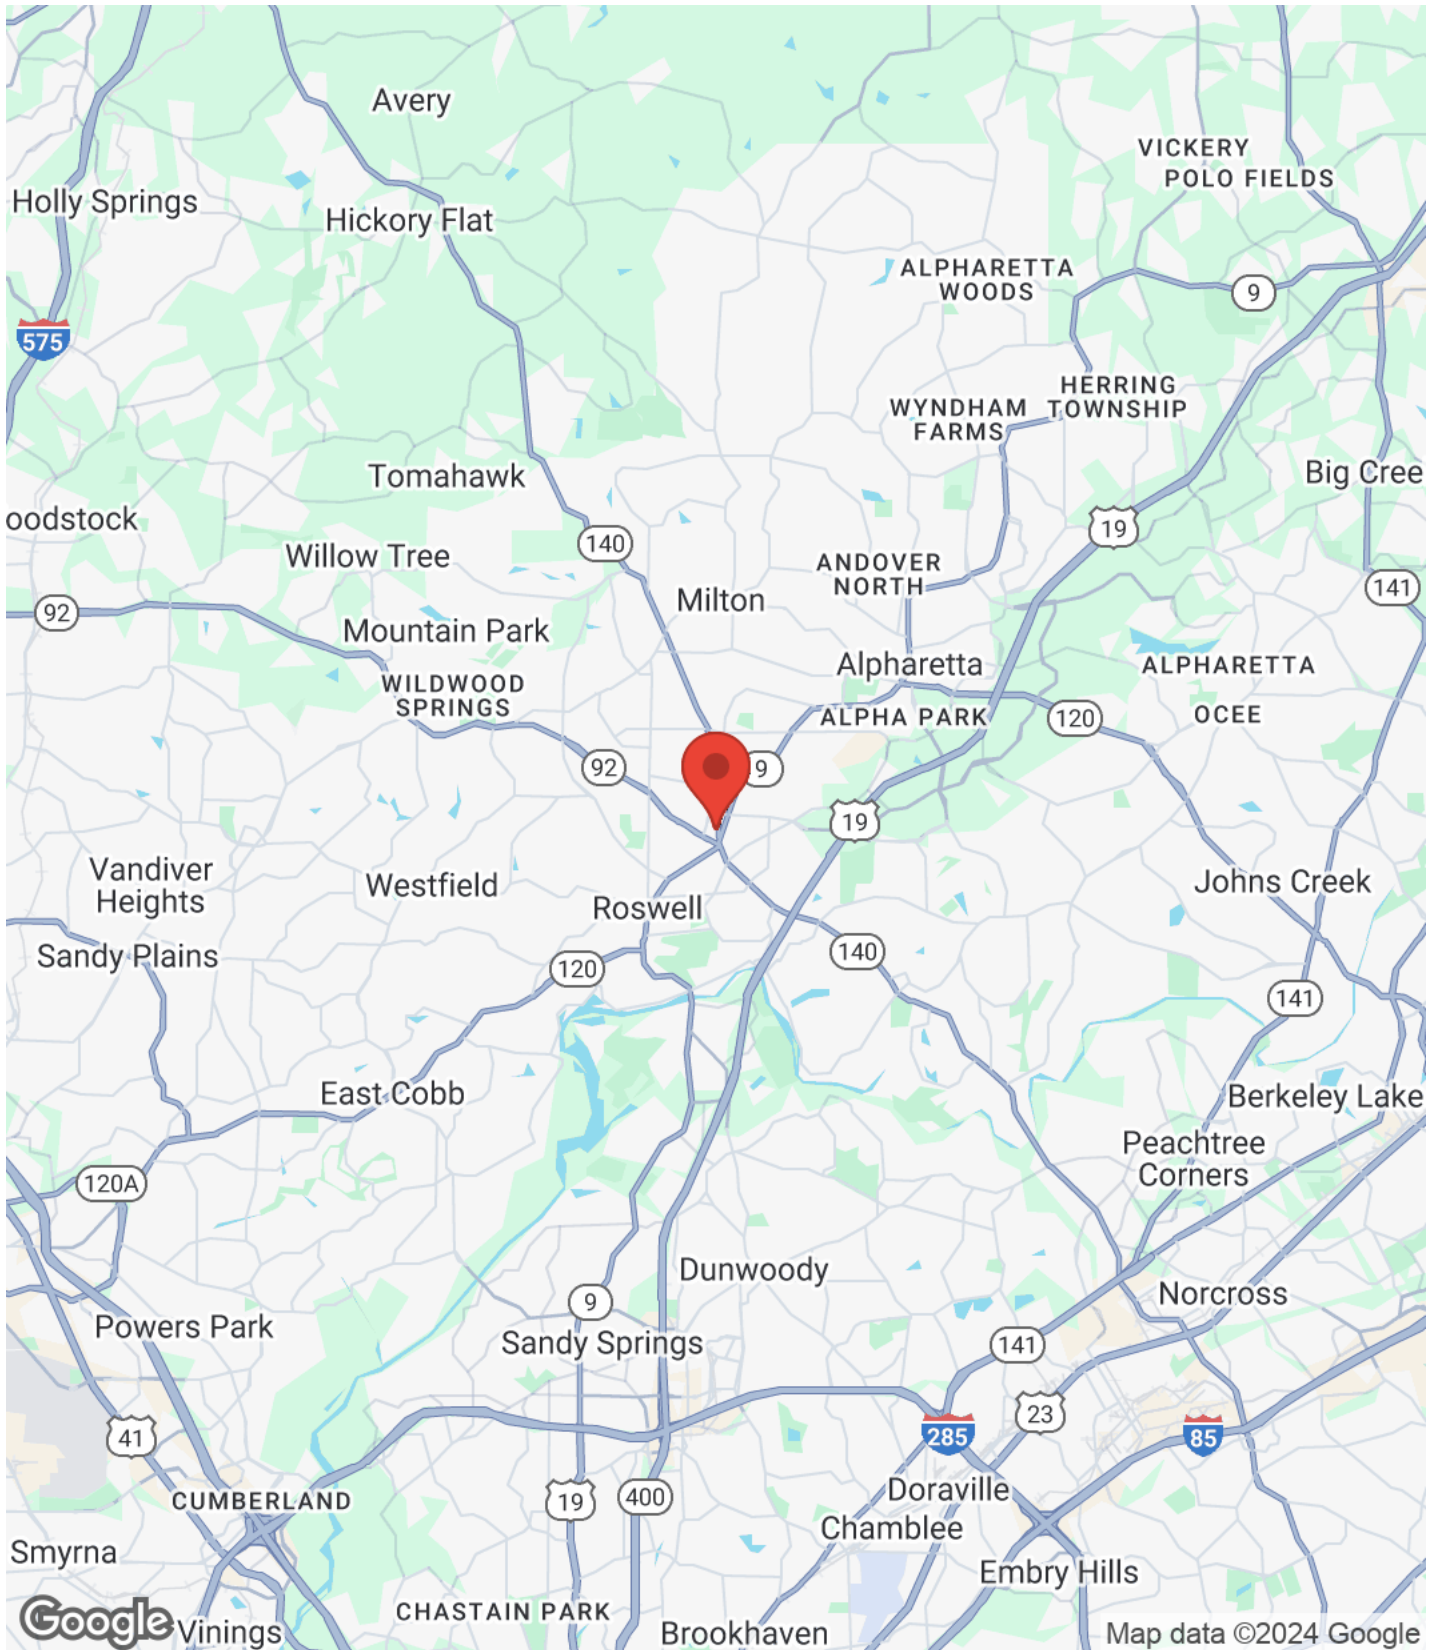 Avery
VICKERY
POLO FIELDS
Holly Springs
Hickory Flat
ALPHARETTA
WOODS
9
575
HERRING
TOWNSHIP
WYNDHAM
FARMS
Tomahawk
Big Cree
oodstock
19
140
Willow Tree
ANDOVER
NORTH
141
92
Milton
Mountain Park
Alpharetta
ALPHARETTA
WILDWOOD
SPRINGS
ALPHA PARK
120
OCEE
92
9
19
Vandiver
Heights
Westfield
Johns Creek
Roswell
Sandy Plains
120
140
141
East Cobb
Berkeley Lake
Peachtree
Corners
120A
Dunwoody
Norcross
9
Powers Park
Sandy Springs
141
23
41
285
85
CUMBERLAND
19
400
Doraville
Chamblee
Smyrna
Embry Hills
CHASTAIN PARK
Google
Vinings
Brookhaven
Map data ©2024 Google